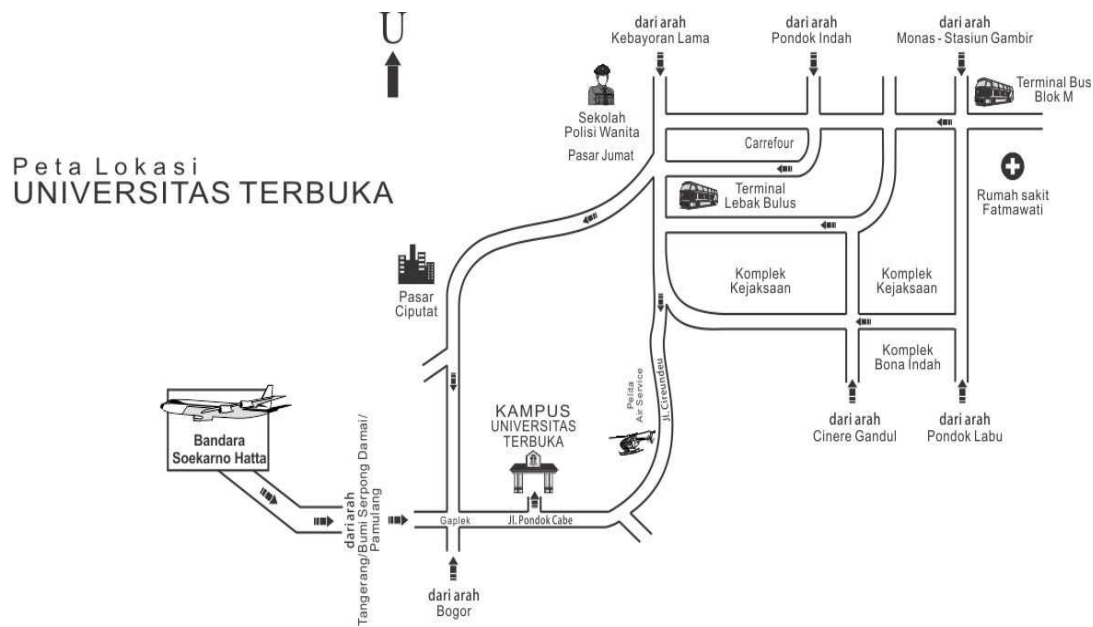 U
dari arah
Kebayoran Lama
dari arah
Pondok Indah
dari arah
Monas - Stasiun Gambir
Terminal Bus
Blok M
Sekolah
Polisi Wanita
Pasar Jumat
Carrefour
Peta Lokasi
UNIVERSITAS TERBUKA
Terminal
Lebak Bulus
Rumah sakit
Fatmawati
Pasar
Ciputat
Komplek
Kejaksaan
Komplek
Kejaksaan
Komplek
Bona Indah
Pelita
Air Service
Jl. Cireundeu
KAMPUS
UNIVERSITAS
TERBUKA
dari arah
Cinere Gandul
dari arah
Pondok Labu
Bandara
Soekarno Hatta
dari arah
Tangerang/Bumi Serpong Damai/
Pamulang
Gaplek
Jl. Pondok Cabe
dari arah
Bogor